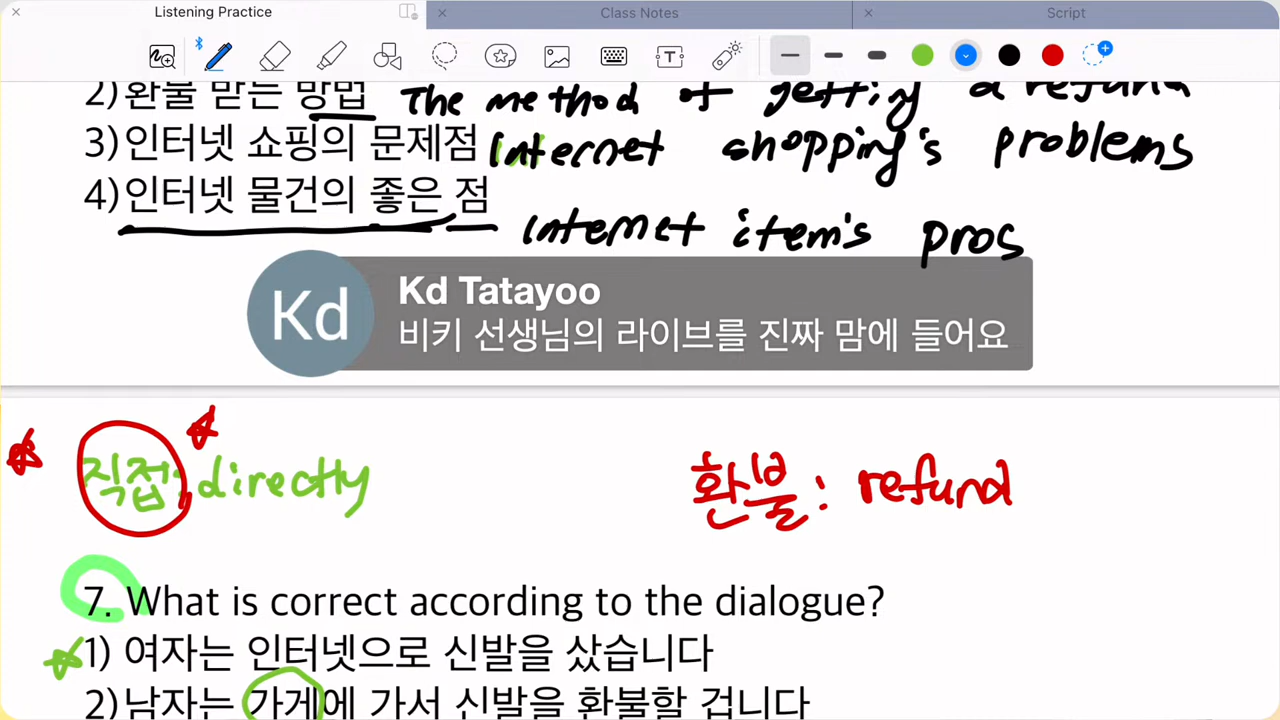 Listening Practice Class Notes Script
2) 환불 받는 방법 The method of getting a refund
3) 인터넷 쇼핑의 문제점 Internet shopping's problems
4) 인터넷 물건의 좋은 점 Internet item's pros
Kd Kd Tatayoo
비키 선생님의 라이브를 진짜 맘에 들어요
직접: directly 환불: refund
7. What is correct according to the dialogue?
1) 여자는 인터넷으로 신발을 샀습니다
2) 남자는 가게에 가서 신발을 환불할 겁니다